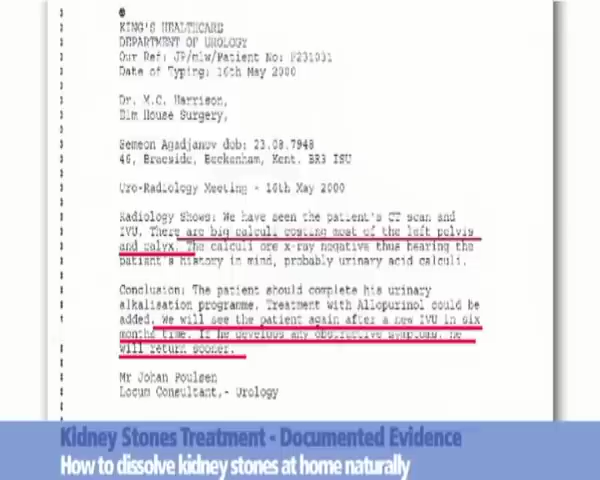 KING'S HEALTHCARE
DEPARTMENT OF UROLOGY
Our Ref: JP/mlw/Patient No: F231031
Date of Typing: 16th May 2000
Dr. M.C. Harrison,
Elm House Surgery,
Semeon Agadjanov dob: 23.08.7948
46, Braeside, Beckenham, Kent. BR3 ISU
Uro-Radiology Meeting - 16th May 2000
Radiology Shows: We have seen the patient's CT scan and
IVU. There are big calculi costing most of the left pelvis
and calyx. The calculi are x-ray negative thus bearing the
patient's history in mind, probably urinary acid calculi.
Conclusion: The patient should complete his urinary
alkalisation programme. Treatment with Allopurinol could be
added. We will see the patient again after a new IVU in six
months time. If he develops any obstructive symptoms, he
will return sooner.
Mr Johan Poulsen
Locum Consultant,- Urology
Kidney Stones Treatment - Documented Evidence
How to dissolve kidney stones at home naturally